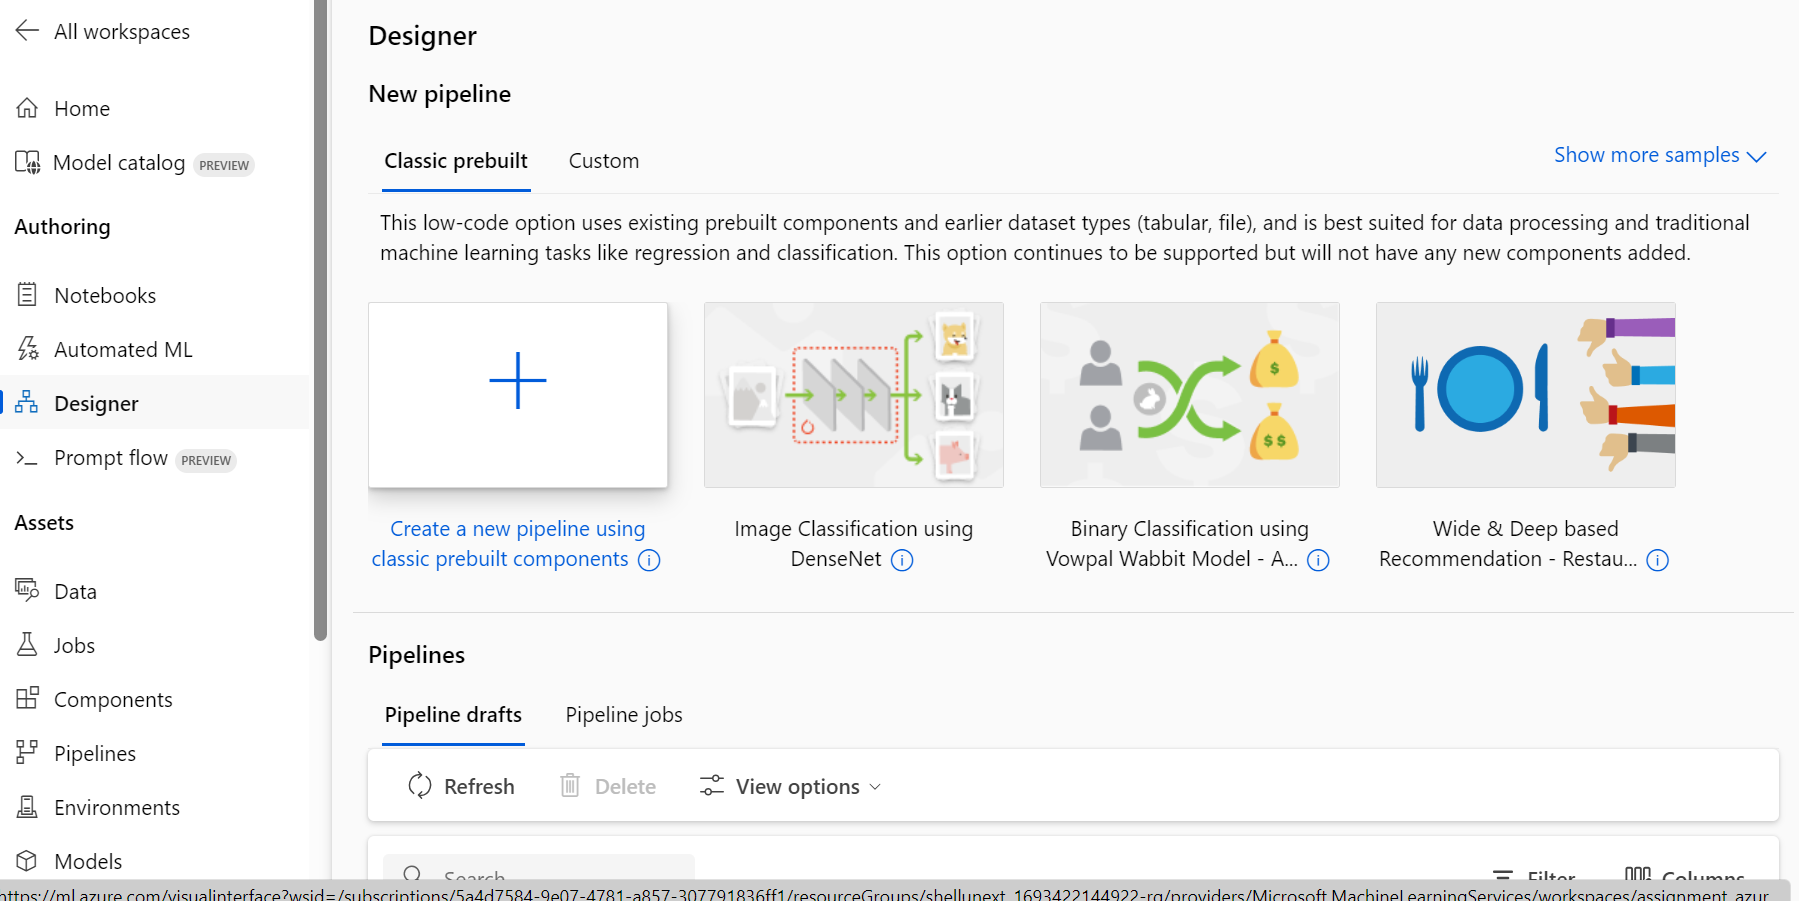 All workspaces
Home
Model catalog PREVIEW
Authoring
Notebooks
Automated ML
Designer
Prompt flow PREVIEW
Assets
Data
Jobs
Components
Pipelines
Environments
Models
Designer
New pipeline
Classic prebuilt
Custom
Show more samples
This low-code option uses existing prebuilt components and earlier dataset types (tabular, file), and is best suited for data processing and traditional
machine learning tasks like regression and classification. This option continues to be supported but will not have any new components added.
Create a new pipeline using
classic prebuilt components
Image Classification using
DenseNet
$
$ $
Binary Classification using
Vowpal Wabbit Model - A...
Wide & Deep based
Recommendation - Restau...
Pipelines
Pipeline drafts
Pipeline jobs
Refresh
Delete
View options
Search
Filter
Columns
https://ml.azure.com/visualinterface?wsid=/subscriptions/5a4d7584-9e07-4781-a857-307791836ff1/resourceGroups/shellunext_1693422144922-rg/providers/Microsoft.MachineLearningServices/workspaces/assignment_azur